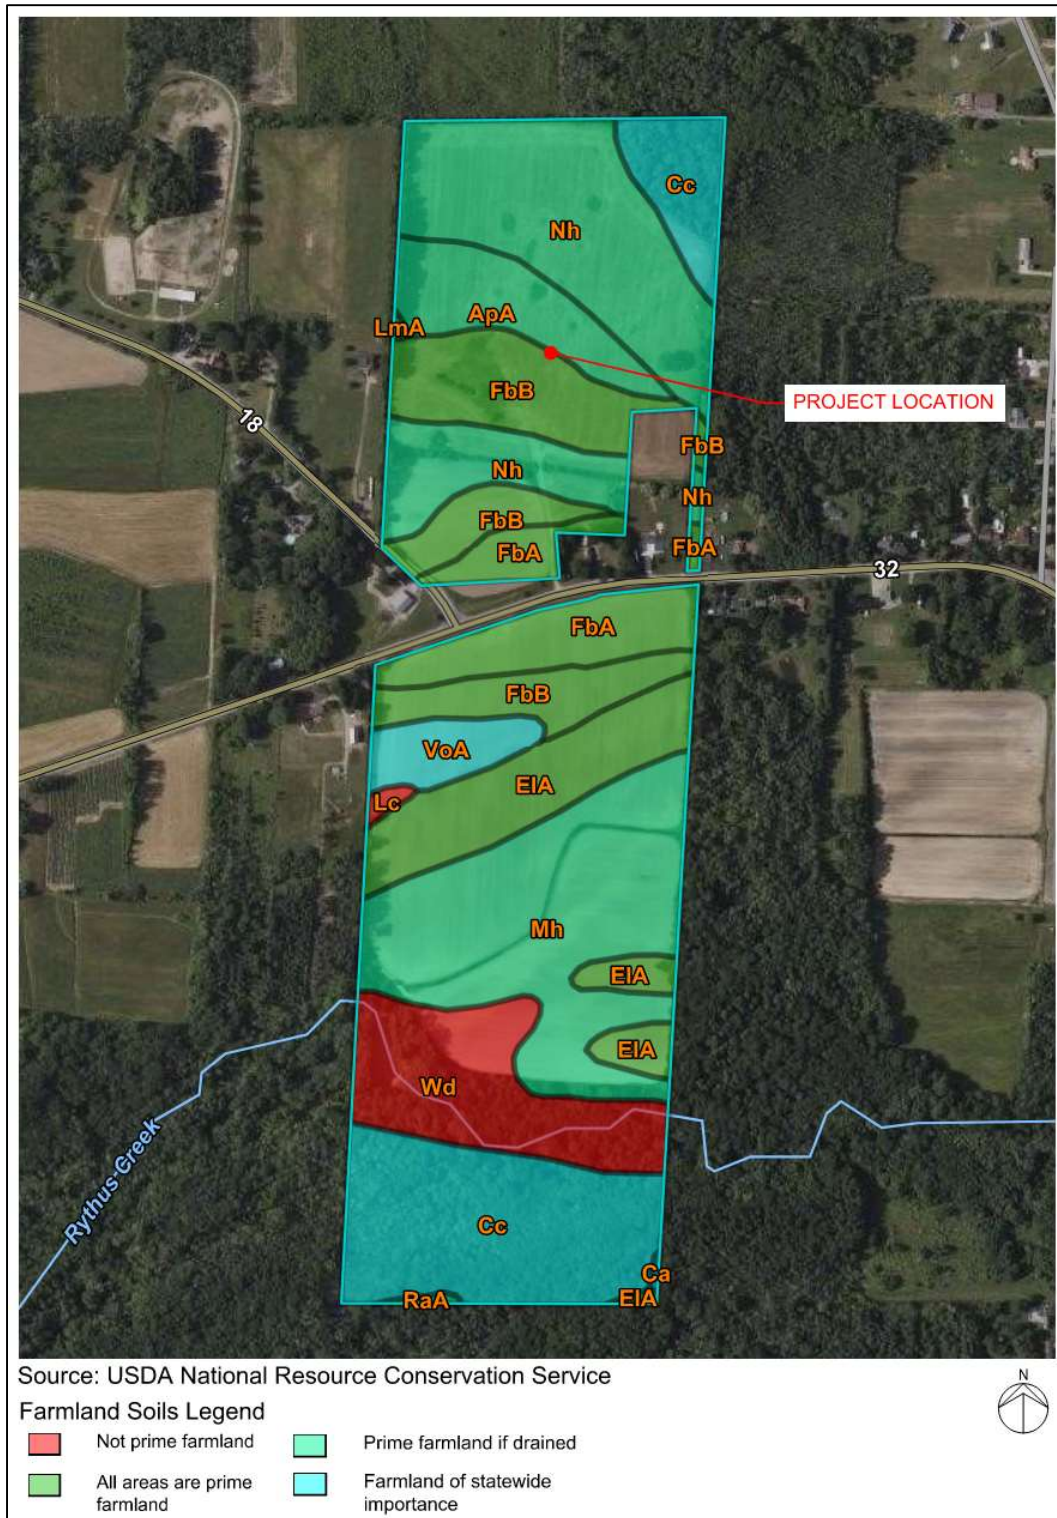 Cc
Nh
ApA
LmA
FbB
PROJECT LOCATION
18
FbB
Nh
Nh
FbB
FbA
FbA
32
FbA
FbB
VoA
ElA
Lc
Mh
ElA
ElA
Wd
Rythus Creek
Cc
Ca
RaA
ElA
Source: USDA National Resource Conservation Service
N
Farmland Soils Legend
Not prime farmland
Prime farmland if drained
All areas are prime
farmland
Farmland of statewide
importance